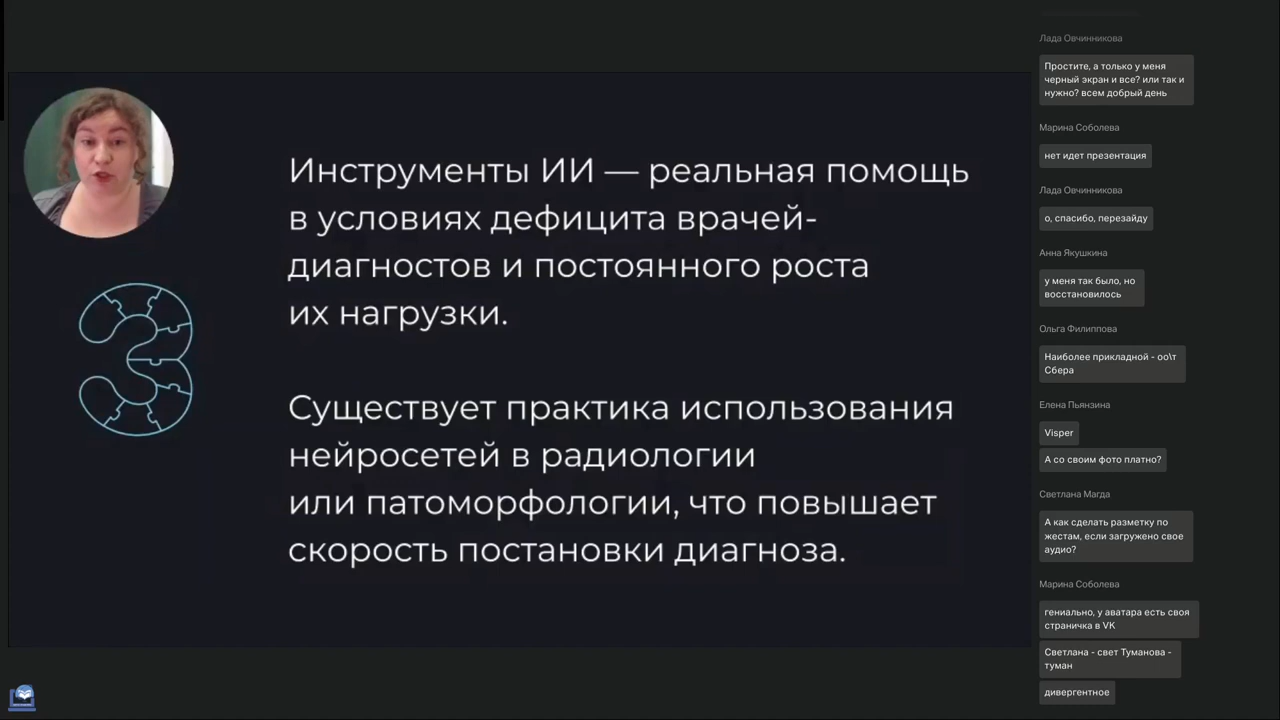 Инструменты ИИ — реальная помощь
в условиях дефицита врачей-
диагностов и постоянного роста
их нагрузки.
Существует практика использования
нейросетей в радиологии
или патоморфологии, что повышает
скорость постановки диагноза.
3
Лада Овчинникова
Простите, а только у меня
черный экран и все? или так и
нужно? всем добрый день
Марина Соболева
нет идет презентация
Лада Овчинникова
о, спасибо, перезайду
Анна Якушкина
у меня так было, но
восстановилось
Ольга Филиппова
Наиболее прикладной - оо\т
Сбера
Елена Пьянзина
Visper
А со своим фото платно?
Светлана Магда
А как сделать разметку по
жестам, если загружено свое
аудио?
Марина Соболева
гениально, у аватара есть своя
страничка в VK
Светлана - свет Туманова -
туман
дивергентное